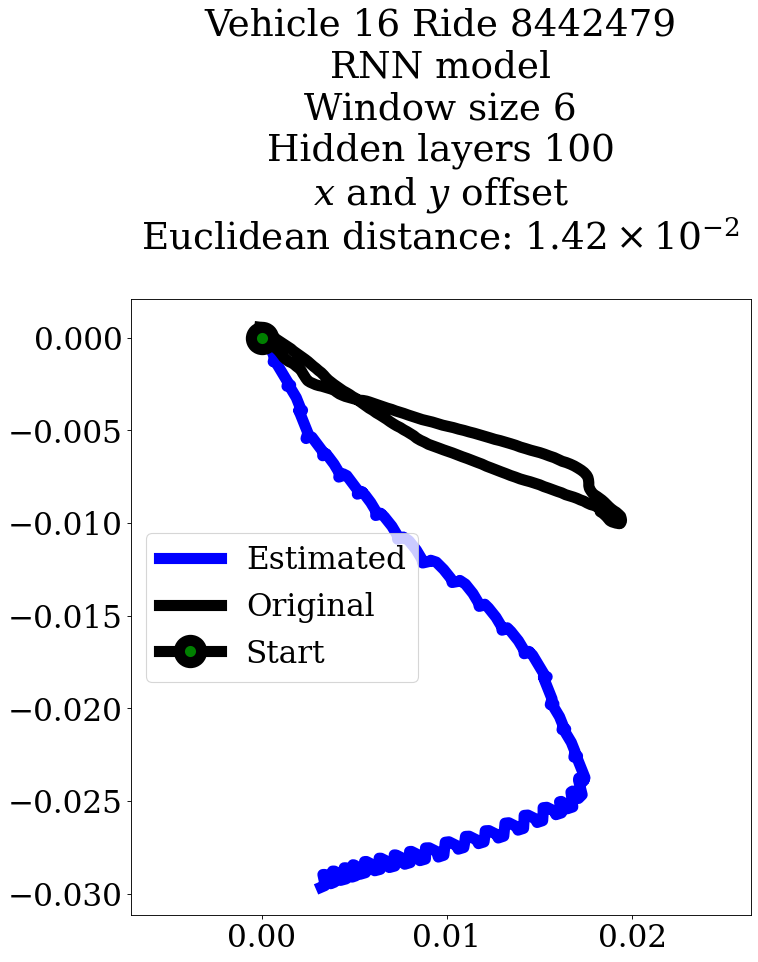 Vehicle 16 Ride 8442479
RNN model
Window size 6
Hidden layers 100
x and y offset
Euclidean distance: 1.42 × 10⁻²
0.000
−0.005
−0.010
−0.015
−0.020
−0.025
−0.030
Estimated
Original
Start
0.00 0.01 0.02